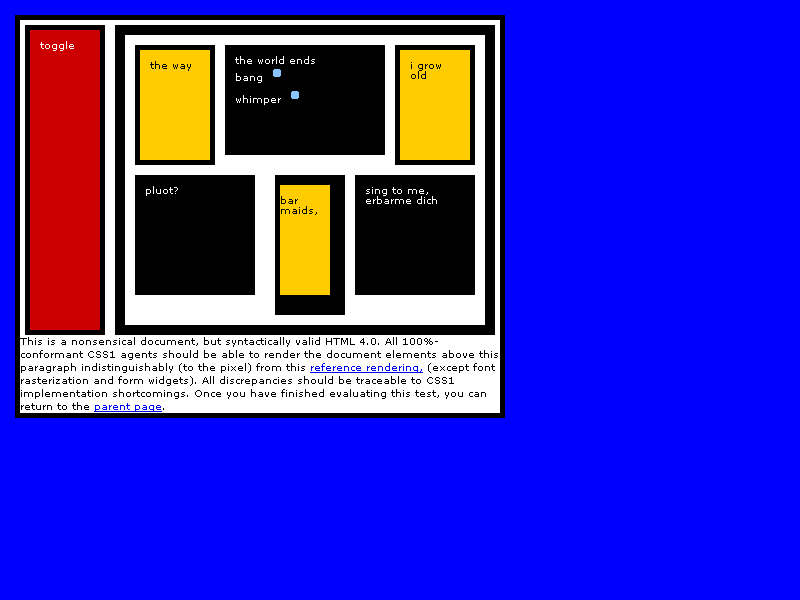 toggle
the way
the world ends
bang
whimper
i grow
old
pluot?
bar
maids,
sing to me,
erbarme dich
This is a nonsensical document, but syntactically valid HTML 4.0. All 100%-
conformant CSS1 agents should be able to render the document elements above this
paragraph indistinguishably (to the pixel) from this reference rendering, (except font
rasterization and form widgets). All discrepancies should be traceable to CSS1
implementation shortcomings. Once you have finished evaluating this test, you can
return to the parent page.